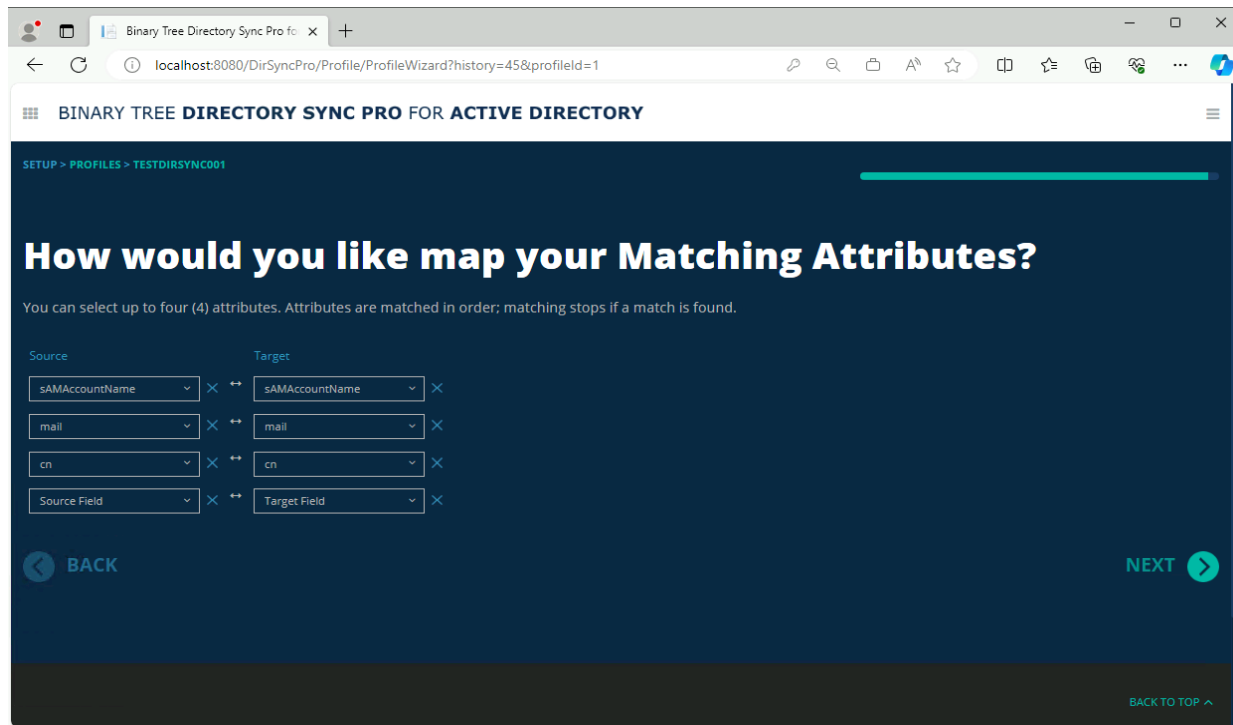 Binary Tree Directory Sync Pro fo
localhost:8080/DirSyncPro/Profile/ProfileWizard?history=45&profileId=1
BINARY TREE DIRECTORY SYNC PRO FOR ACTIVE DIRECTORY
SETUP > PROFILES > TESTDIRSYNC001
How would you like map your Matching Attributes?
You can select up to four (4) attributes. Attributes are matched in order; matching stops if a match is found.
Source Target
sAMAccountName sAMAccountName
mail mail
cn cn
Source Field Target Field
BACK NEXT
BACK TO TOP